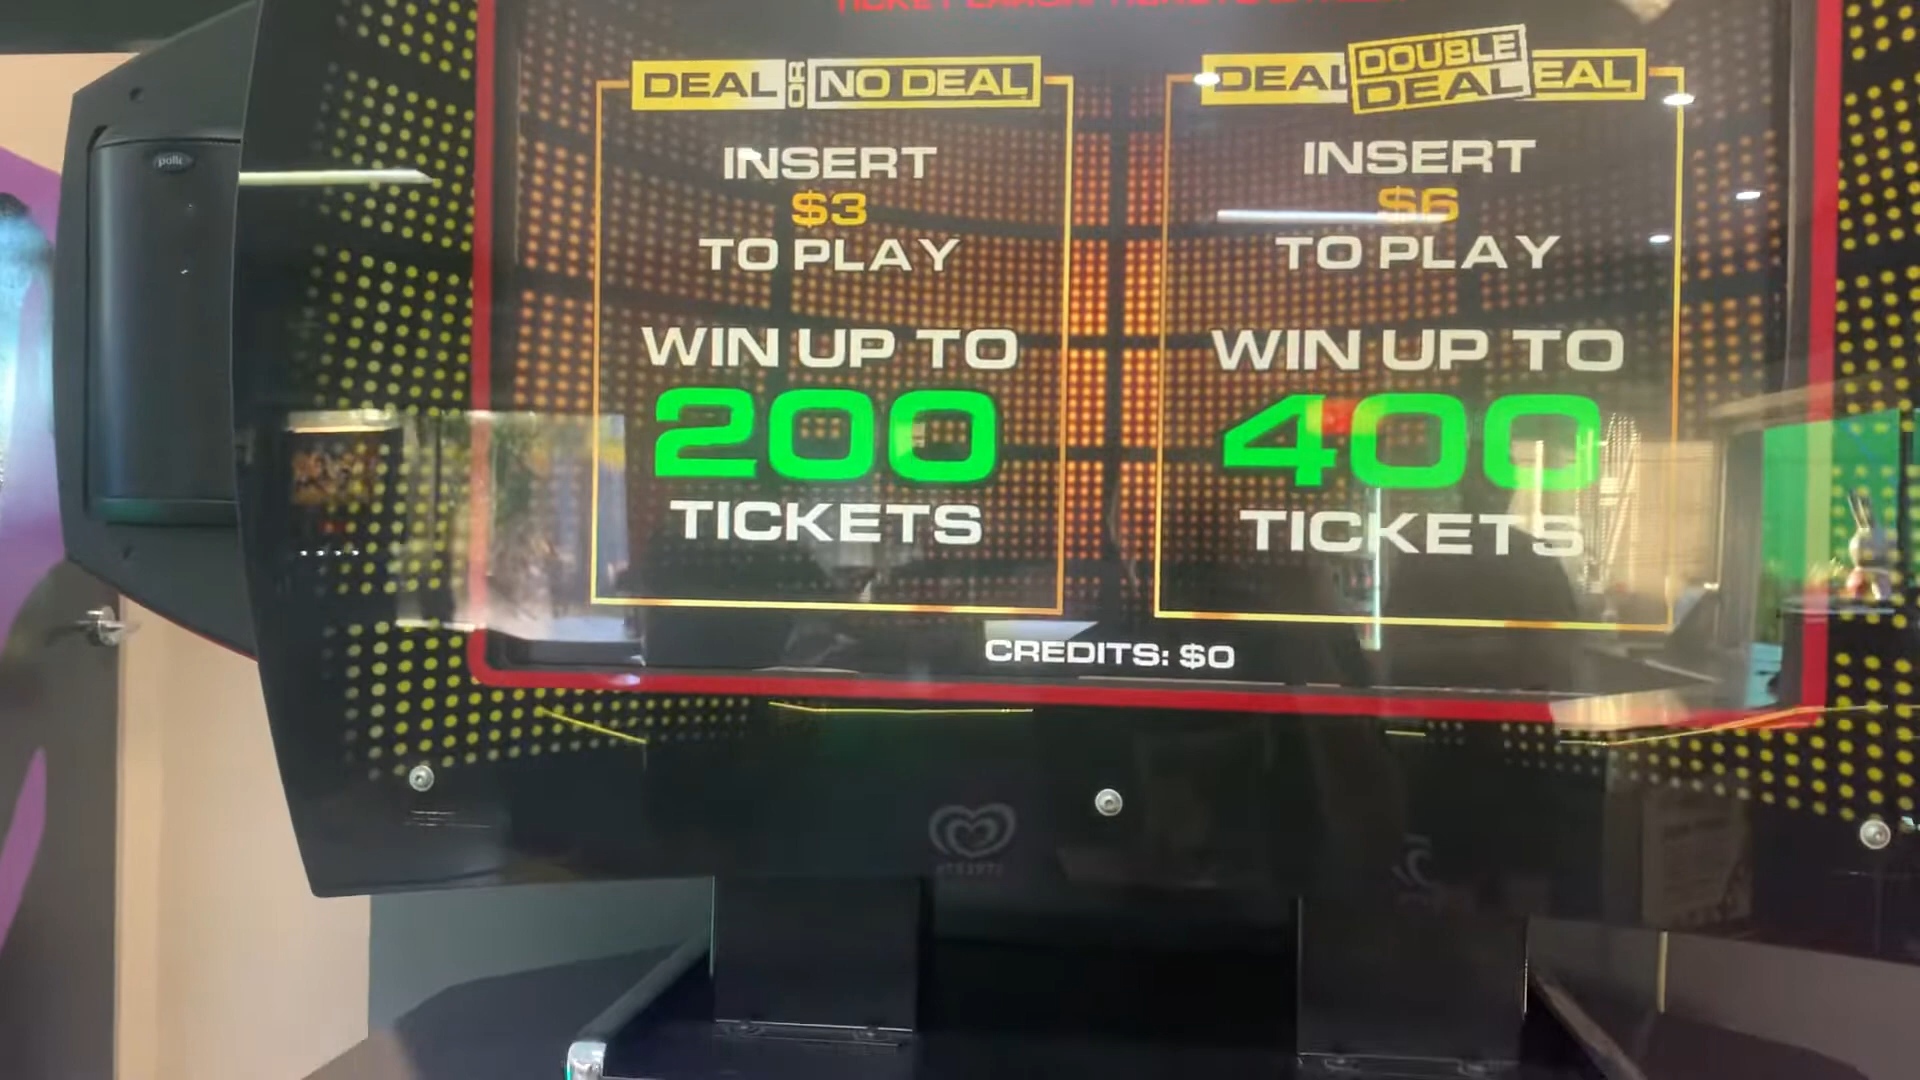 DEAL OR NO DEAL
INSERT
$3
TO PLAY
WIN UP TO
200
TICKETS
DEAL DOUBLE DEAL EAL
INSERT
$6
TO PLAY
WIN UP TO
400
TICKETS
CREDITS: $0
polk